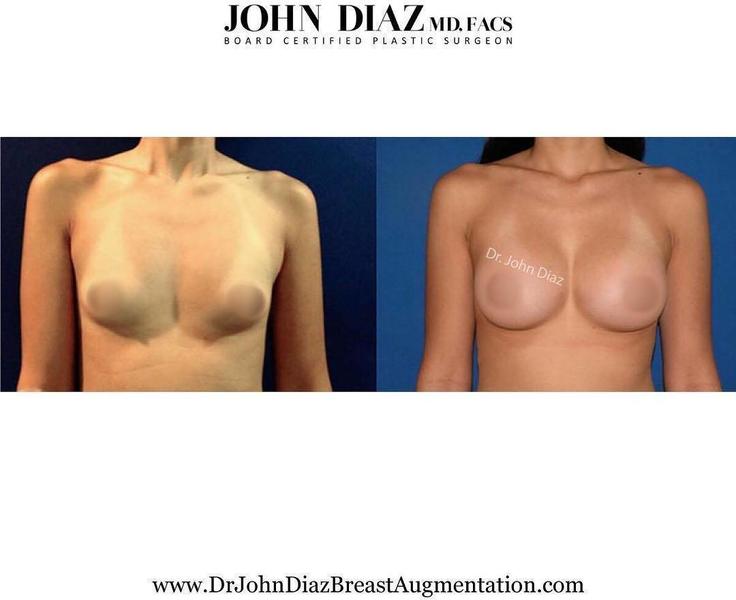 JOHN DIAZ MD. FACS
BOARD CERTIFIED PLASTIC SURGEON
Dr. John Diaz
www.DrJohnDiazBreastAugmentation.com